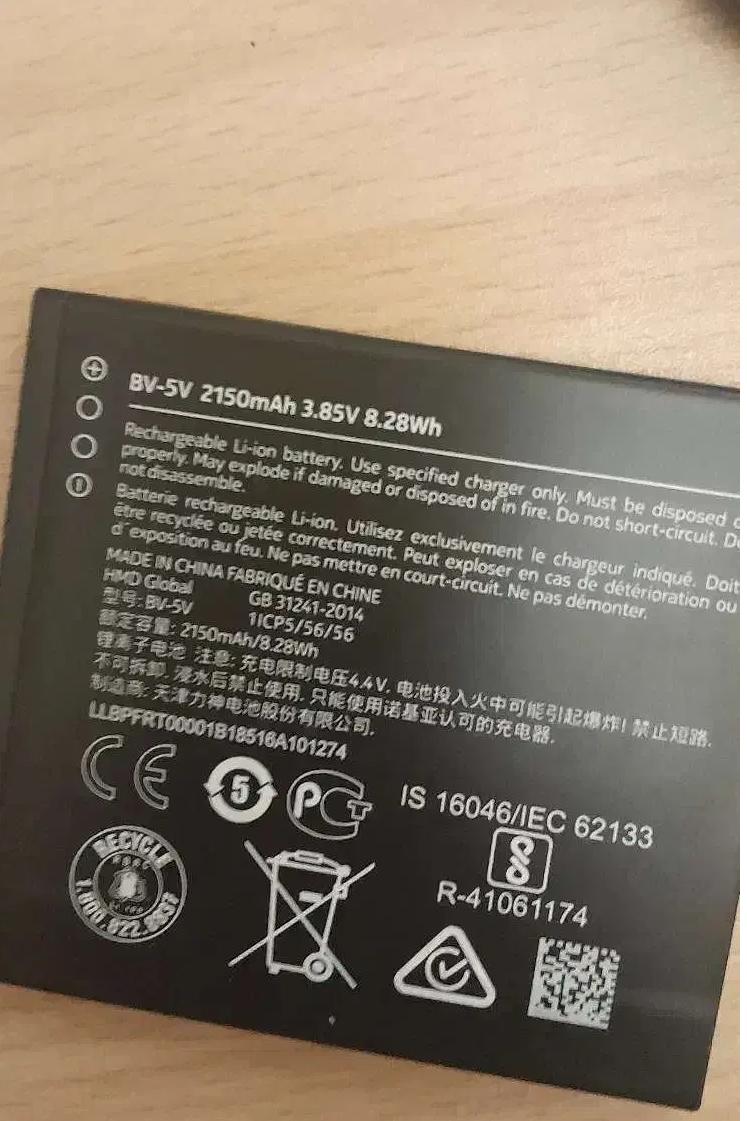 BV-5V 2150mAh 3.85V 8.28Wh
Rechargeable Li-ion battery. Use specified charger only. Must be disposed
properly. May explode if damaged or disposed of in fire. Do not short-circuit.
not disassemble.
Batterie rechargeable Li-ion. Utilisez exclusivement le chargeur indiqué. Doit
être recyclée ou jetée correctement. Peut exploser en cas de détérioration ou
d'exposition au feu. Ne pas mettre en court-circuit. Ne pas démonter.
MADE IN CHINA FABRIQUÉ EN CHINE
HMD Global GB 31241-2014
型号: BV-5V 1ICP5/56/56
额定容量: 2150mAh/8.28Wh
锂离子电池 注意: 充电限制电压4.4V. 电池投入火中可能引起爆炸! 禁止短路.
不可拆卸. 浸水后禁止使用. 只能使用诺基亚认可的充电器.
制造商: 天津力神电池股份有限公司.
LLBPFRT00001B18516A101274
CE 5 PCT IS 16046/IEC 62133
R-41061174
RECYCLE
1.800.822.8837